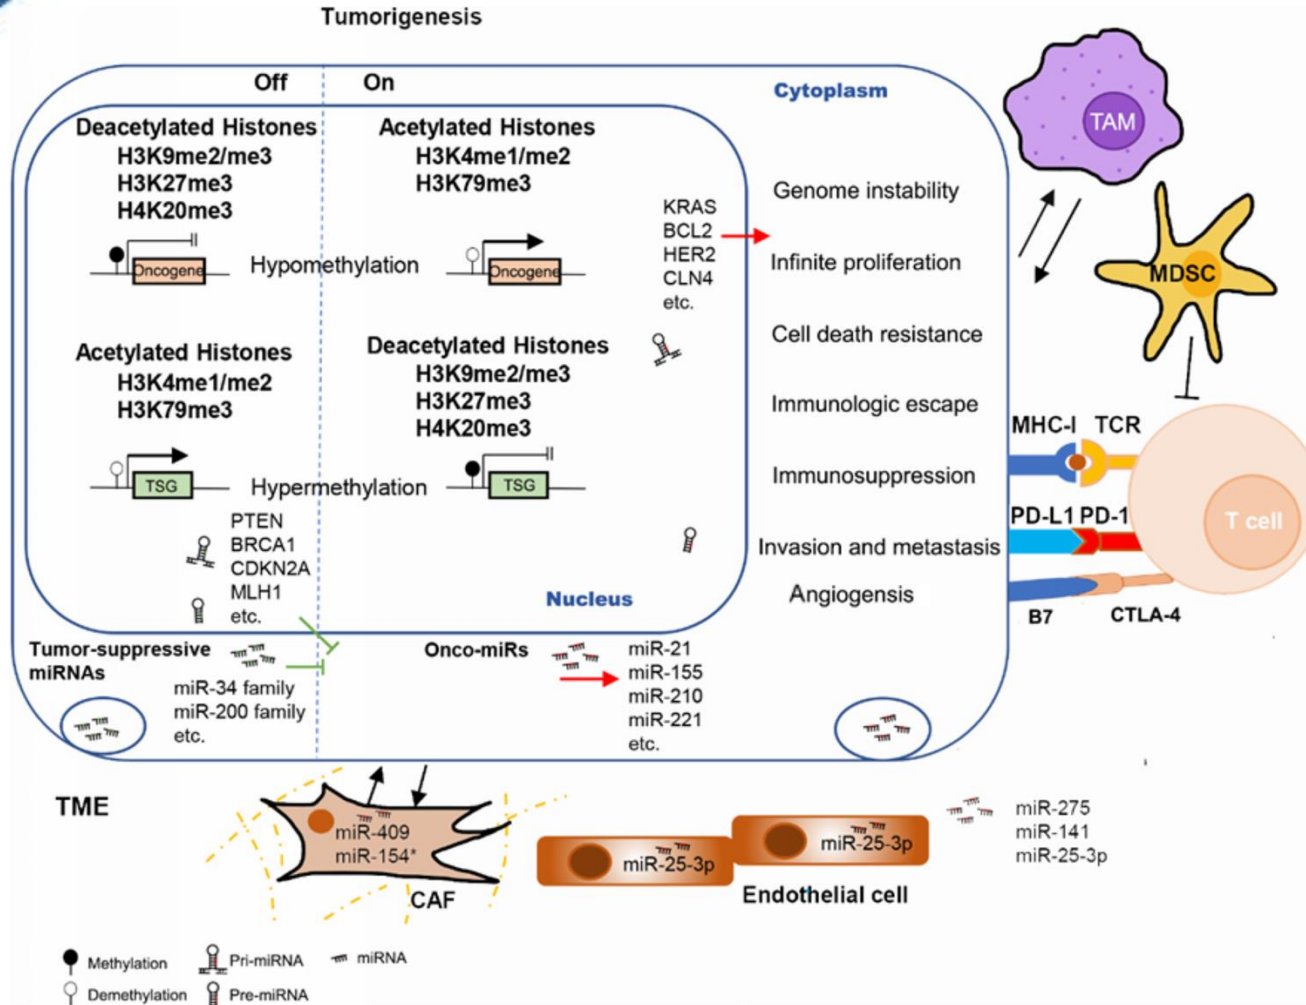 Tumorigenesis
Off
On
Cytoplasm
Deacetylated Histones
H3K9me2/me3
H3K27me3
H4K20me3
Oncogene
Hypomethylation
Acetylated Histones
H3K4me1/me2
H3K79me3
Oncogene
KRAS
BCL2
HER2
CLN4
etc.
Acetylated Histones
H3K4me1/me2
H3K79me3
TSG
Hypermethylation
Deacetylated Histones
H3K9me2/me3
H3K27me3
H4K20me3
TSG
PTEN
BRCA1
CDKN2A
MLH1
etc.
Nucleus
Genome instability
Infinite proliferation
Cell death resistance
Immunologic escape
Immunosuppression
Invasion and metastasis
Angiogensis
TAM
MDSC
MHC-I TCR
PD-L1 PD-1
T cell
B7
CTLA-4
Tumor-suppressive
miRNAs
miR-34 family
miR-200 family
etc.
Onco-miRs
miR-21
miR-155
miR-210
miR-221
etc.
TME
miR-409
miR-154*
CAF
miR-25-3p
miR-25-3p
Endothelial cell
miR-275
miR-141
miR-25-3p
Methylation
Pri-miRNA
miRNA
Demethylation
Pre-miRNA